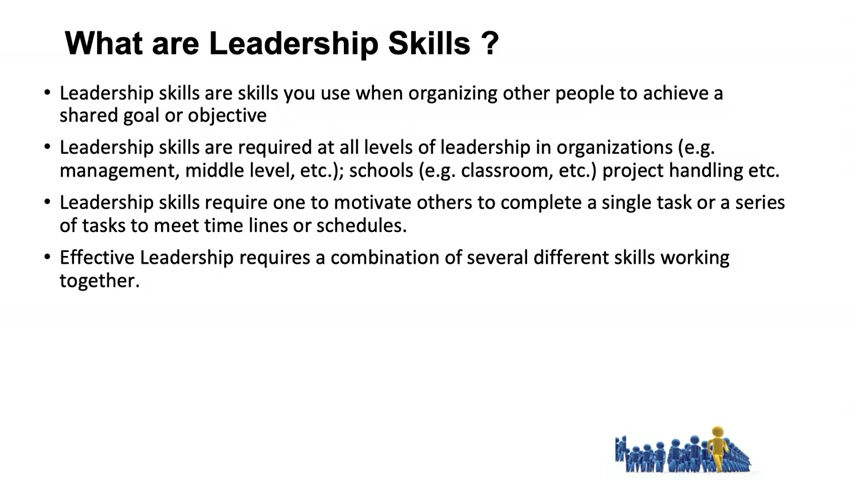 What are Leadership Skills ?
• Leadership skills are skills you use when organizing other people to achieve a
shared goal or objective
• Leadership skills are required at all levels of leadership in organizations (e.g.
management, middle level, etc.); schools (e.g. classroom, etc.) project handling etc.
• Leadership skills require one to motivate others to complete a single task or a series
of tasks to meet time lines or schedules.
• Effective Leadership requires a combination of several different skills working
together.